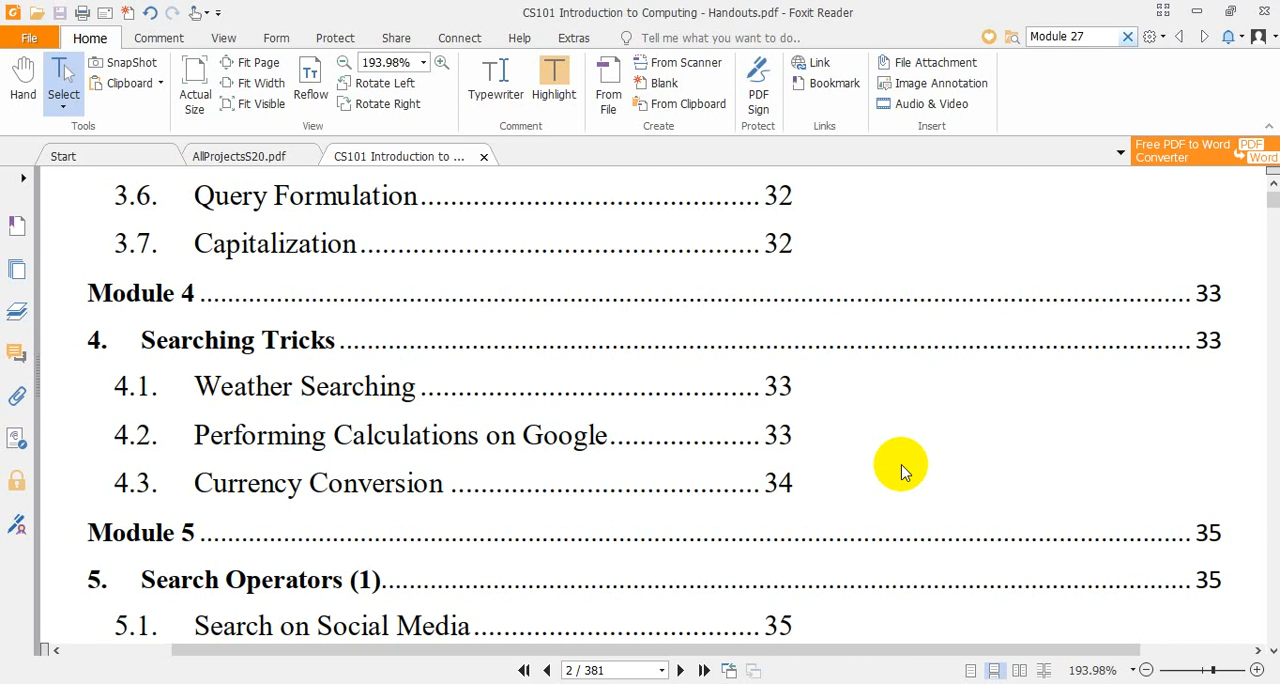 CS101 Introduction to Computing - Handouts.pdf - Foxit Reader
File Home Comment View Form Protect Share Connect Help Extras Tell me what you want to do.. Module 27
Hand
Select
SnapShot
Clipboard
Tools
Actual Size
Fit Page
Fit Width
Fit Visible
Reflow
193.98%
Rotate Left
Rotate Right
View
Typewriter
Highlight
Comment
From File
From Scanner
Blank
From Clipboard
Create
PDF Sign
Protect
Link
Bookmark
Links
File Attachment
Image Annotation
Audio & Video
Insert
Start
AllProjectsS20.pdf
CS101 Introduction to ...
Free PDF to Word Converter
PDF
Word
3.6. Query Formulation............................................ 32
3.7. Capitalization.................................................... 32
Module 4 ........................................................................................................ 33
4. Searching Tricks ........................................................................................ 33
4.1. Weather Searching ............................................ 33
4.2. Performing Calculations on Google.................... 33
4.3. Currency Conversion ........................................ 34
Module 5 ........................................................................................................ 35
5. Search Operators (1)................................................................................... 35
5.1. Search on Social Media..................................... 35
2 / 381
193.98%